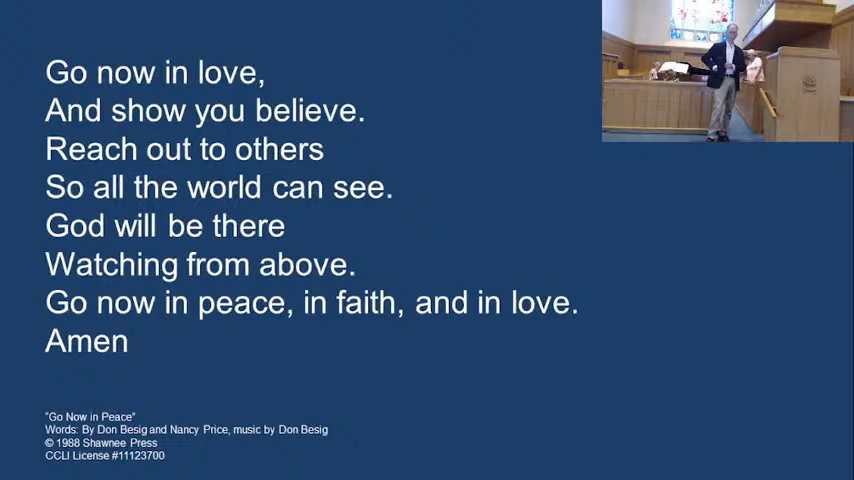 Go now in love,
And show you believe.
Reach out to others
So all the world can see.
God will be there
Watching from above.
Go now in peace, in faith, and in love.
Amen
"Go Now in Peace"
Words: By Don Besig and Nancy Price, music by Don Besig
© 1988 Shawnee Press
CCLI License #11123700